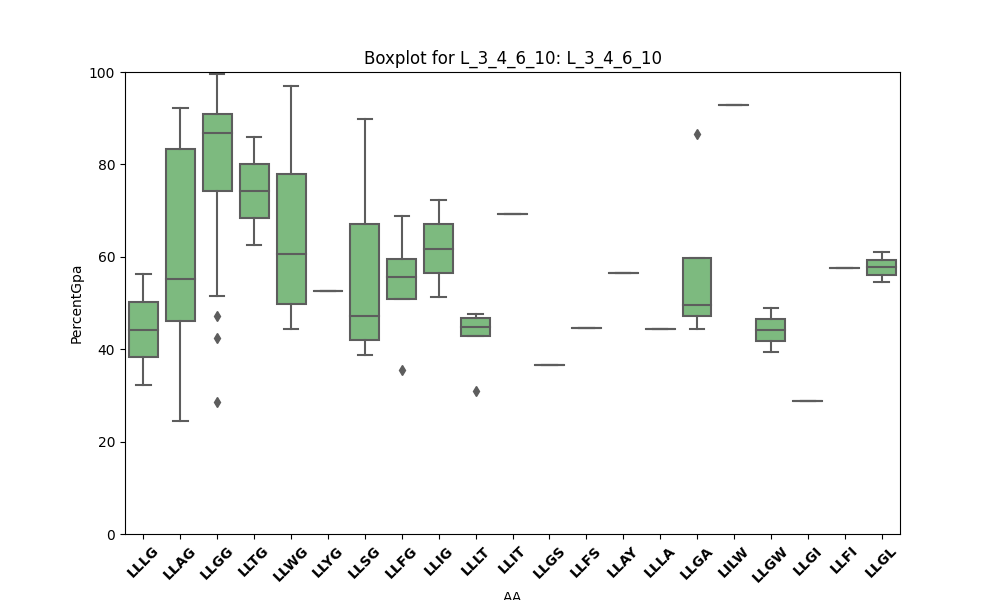 Boxplot for L_3_4_6_10: L_3_4_6_10
100
80
60
40
20
0
PercentGpa
LLLG LLAG LLGG LLTG LLWG LLYG LLSG LLFG LLIG LLLT LLIT LLGS LLFS LLAY LLLA LLGA LILW LLGW LLGI LLFI LLGL
AA